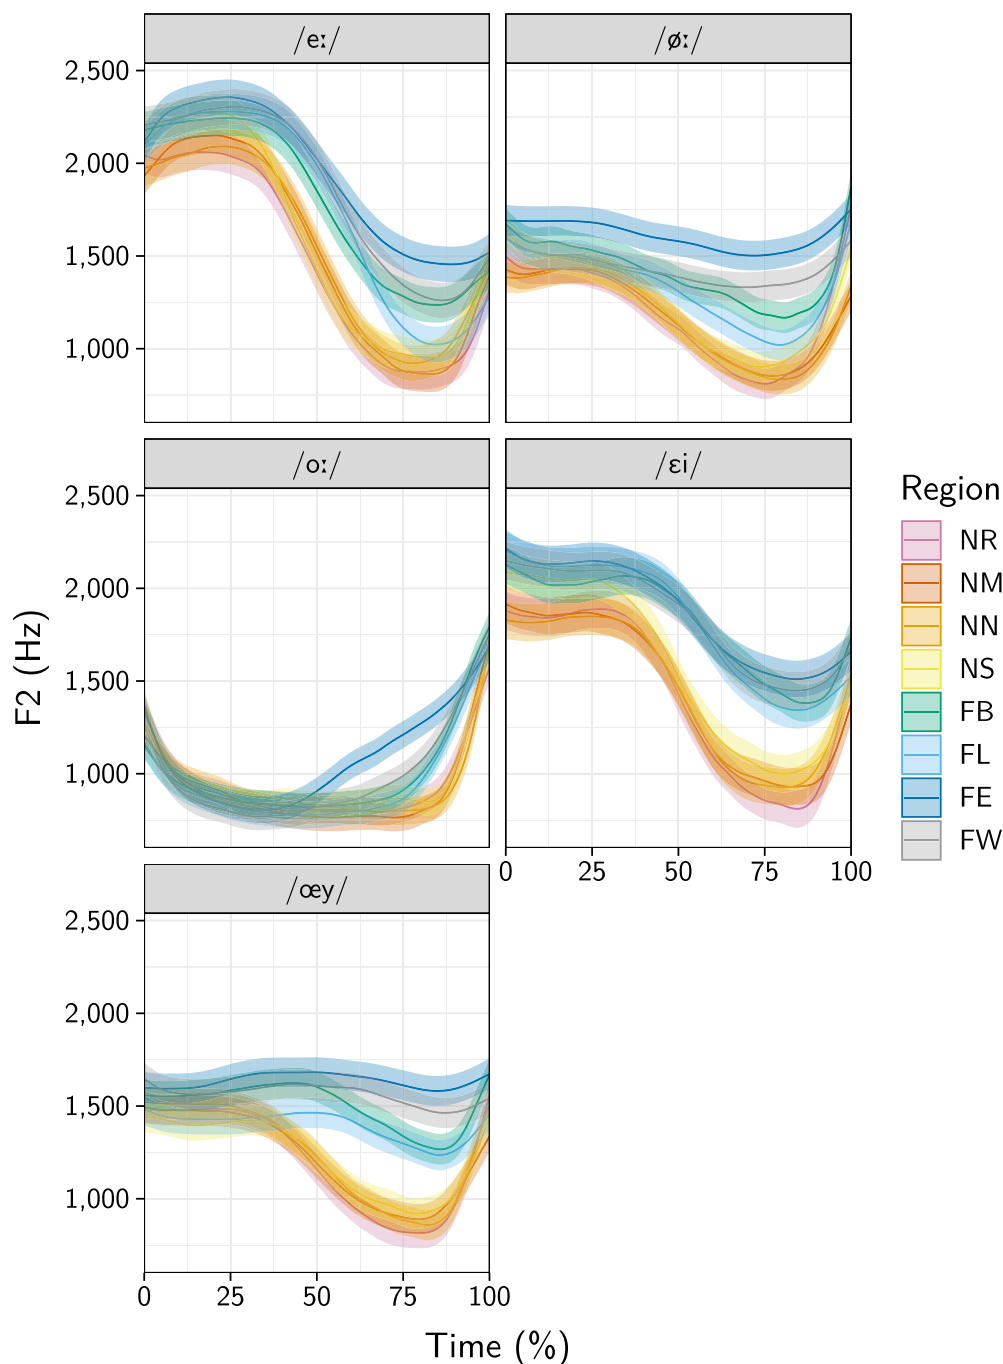 /eː/
/øː/
2,500
2,000
1,500
1,000
/oː/
/ɛi/
2,500
2,000
1,500
1,000
0 25 50 75 100
/œy/
2,500
2,000
1,500
1,000
0 25 50 75 100
F2 (Hz)
Time (%)
Region
NR
NM
NN
NS
FB
FL
FE
FW